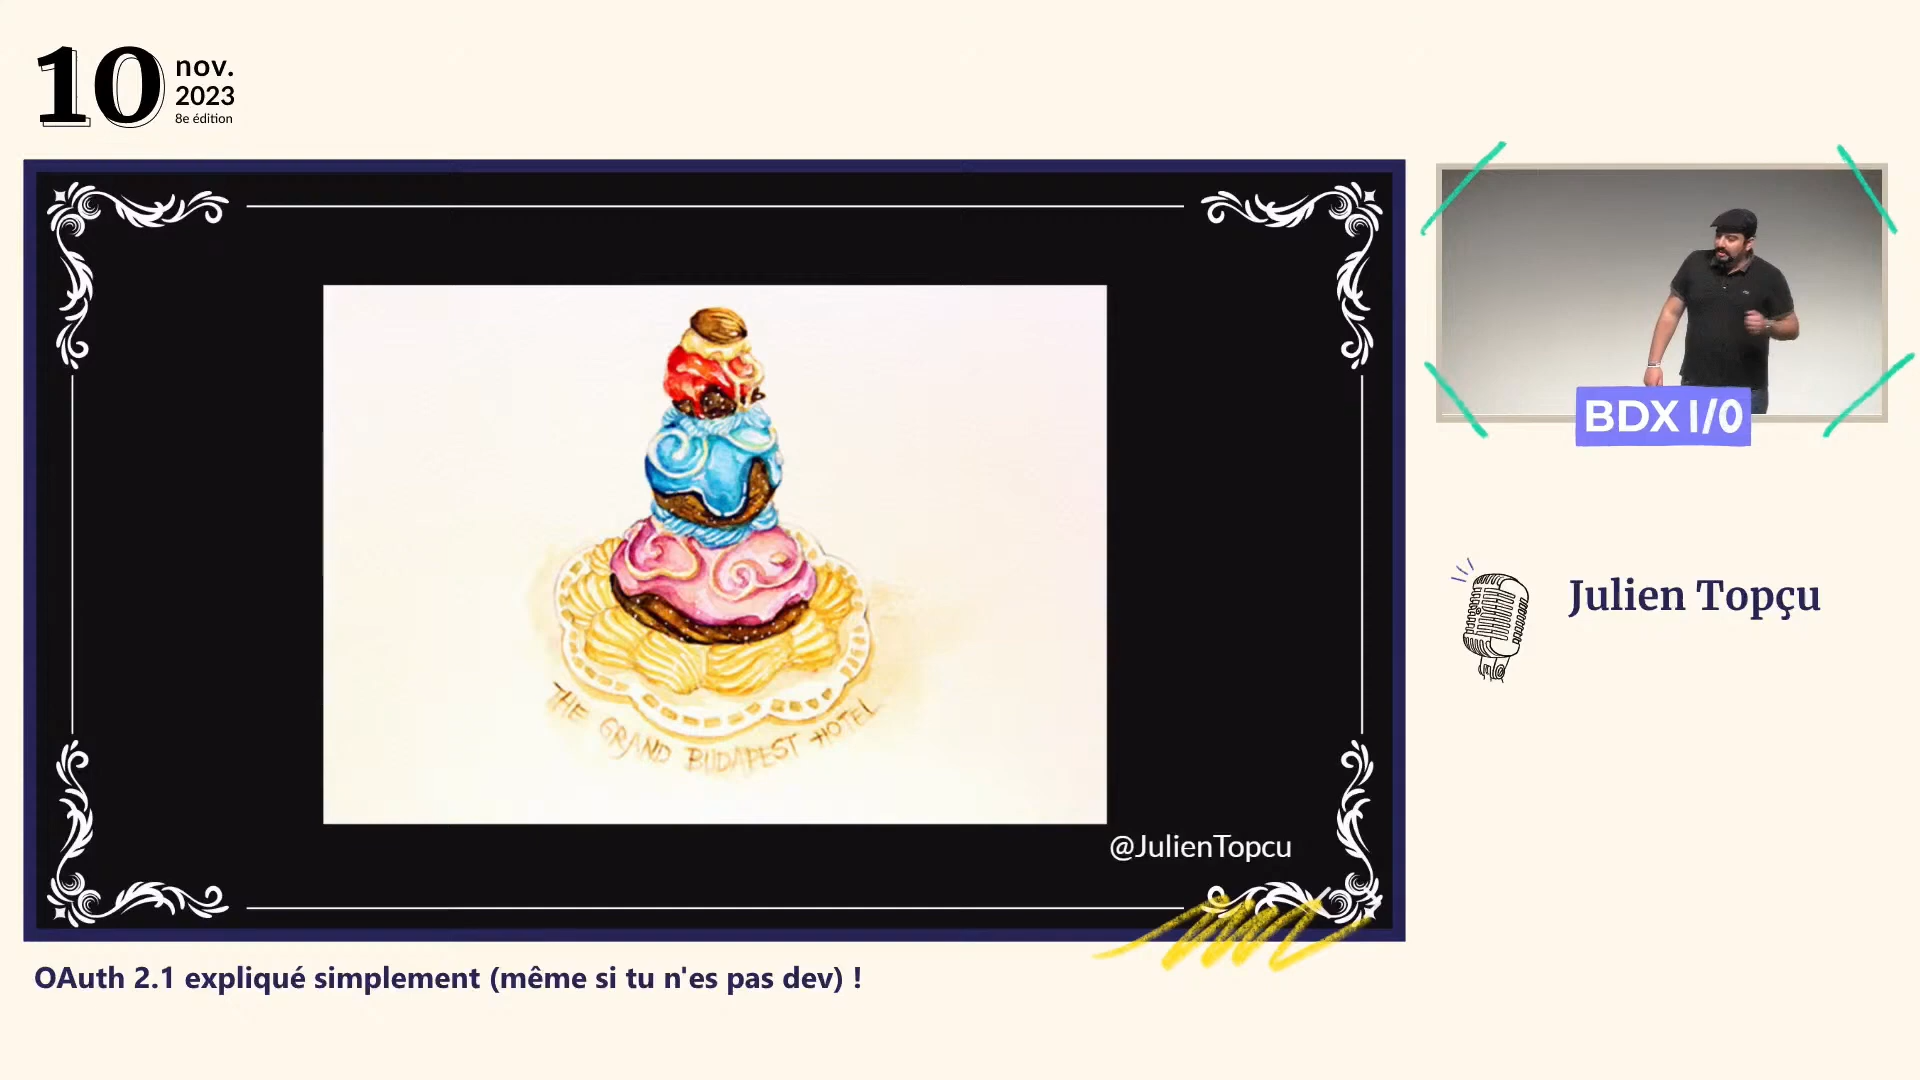 10
nov.
2023
8e édition
THE GRAND BUDAPEST HOTEL
@JulienTopcu
BDX I/O
Julien Topçu
OAuth 2.1 expliqué simplement (même si tu n'es pas dev) !